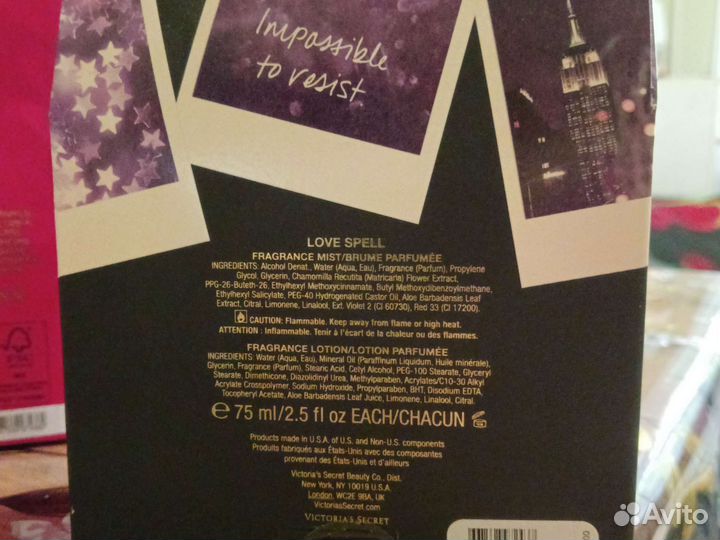 Impossible
to resist
LOVE SPELL
FRAGRANCE MIST/BRUME PARFUMÉE
INGREDIENTS: Alcohol Denat., Water (Aqua, Eau), Fragrance (Parfum), Propylene
Glycol, Glycerin, Chamomilla Recutita (Matricaria) Flower Extract,
PPG-26-Buteth-26, Ethylhexyl Methoxycinnamate, Butyl Methoxydibenzoylmethane,
Ethylhexyl Salicylate, PEG-40 Hydrogenated Castor Oil, Aloe Barbadensis Leaf
Extract, Citral, Limonene, Linalool, Ext. Violet 2 (CI 60730), Red 33 (CI 17200).
CAUTION: Flammable. Keep away from flame or high heat.
ATTENTION : Inflammable. Tenir à l'écart de la chaleur ou des flammes.
FRAGRANCE LOTION/LOTION PARFUMÉE
INGREDIENTS: Water (Aqua, Eau), Mineral Oil (Paraffinum Liquidum, Huile minérale),
Glycerin, Fragrance (Parfum), Stearic Acid, Cetyl Alcohol, PEG-100 Stearate, Glyceryl
Stearate, Dimethicone, Diazolidinyl Urea, Methylparaben, Acrylates/C10-30 Alkyl
Acrylate Crosspolymer, Sodium Hydroxide, Propylparaben, BHT, Disodium EDTA,
Tocopheryl Acetate, Aloe Barbadensis Leaf Juice, Limonene, Linalool, Citral.
℮ 75 ml/2.5 fl oz EACH/CHACUN
Products made in U.S.A. of U.S. and Non-U.S. components
Produits fabriqués aux États-Unis avec des composantes
provenant des États-Unis et d'ailleurs
Victoria's Secret Beauty Co., Dist.
New York, NY 10019 U.S.A.
London, WC2E 9BA, UK
VictoriasSecret.com
VICTORIA'S SECRET
Avito